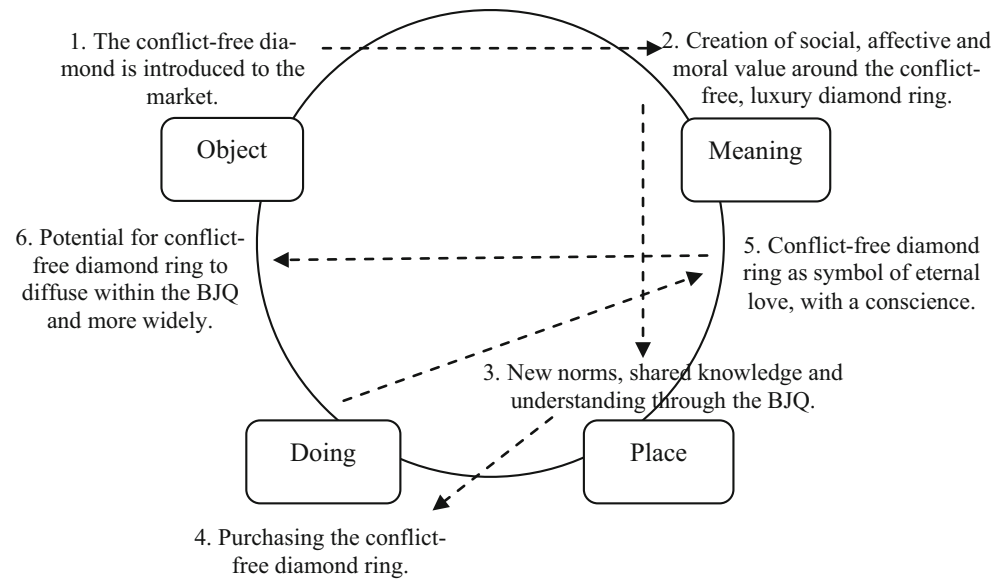 1. The conflict-free dia-
mond is introduced to the
market.
2. Creation of social, affective and
moral value around the conflict-
free, luxury diamond ring.
Object
Meaning
6. Potential for conflict-
free diamond ring to
diffuse within the BJQ
and more widely.
5. Conflict-free diamond
ring as symbol of eternal
love, with a conscience.
3. New norms, shared knowledge and
understanding through the BJQ.
Doing
Place
4. Purchasing the conflict-
free diamond ring.